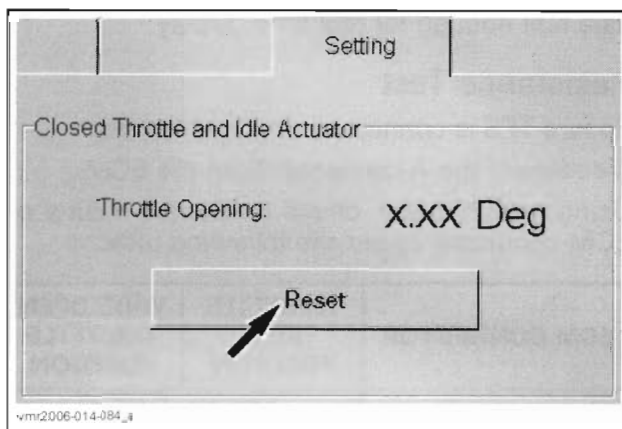 Setting
Closed Throttle and Idle Actuator
Throttle Opening: x.xx Deg
Reset
vmr2006-014-084_a